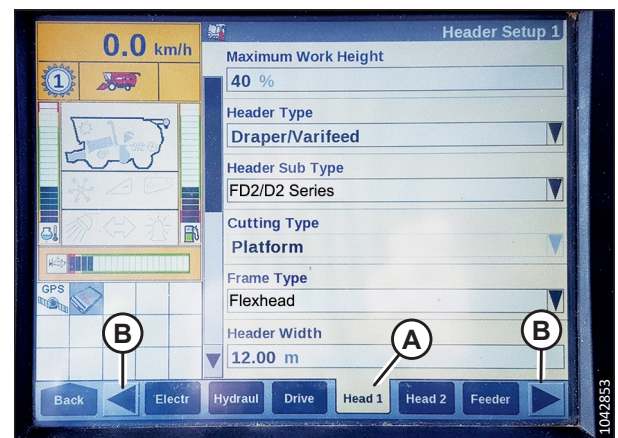 0.0 km/h
Header Setup 1
1
Maximum Work Height
40 %
Header Type
Draper/Varifeed
Header Sub Type
FD2/D2 Series
Cutting Type
Platform
Frame Type
Flexhead
Header Width
12.00 m
GPS
B
A
B
Back
Electr
Hydraul
Drive
Head 1
Head 2
Feeder
1042853